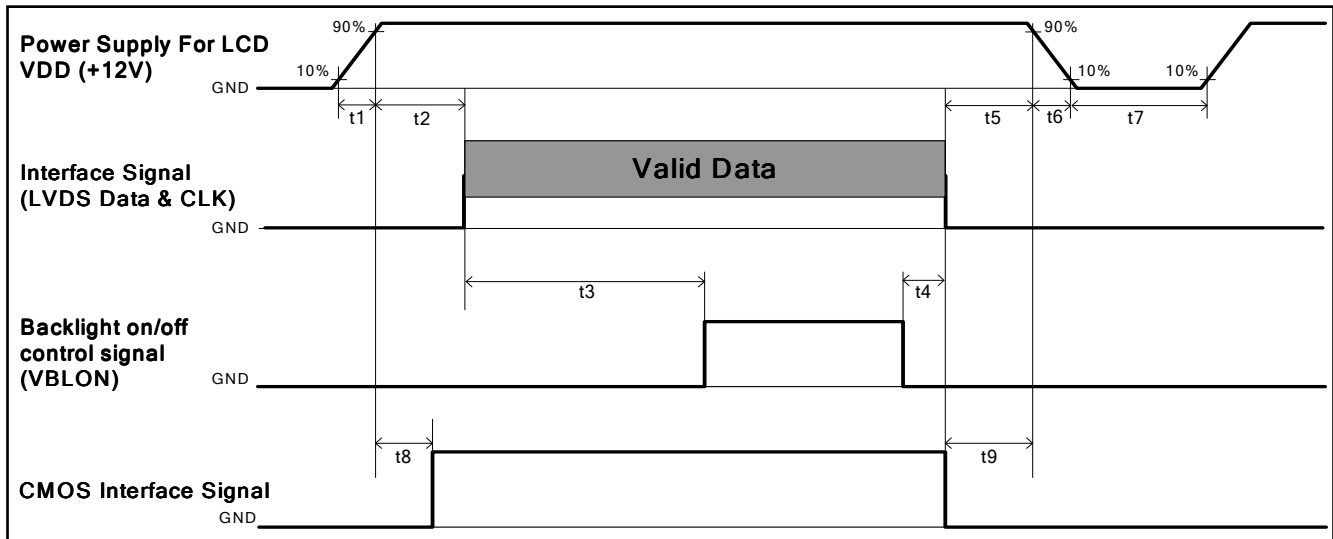 Power Supply For LCD
VDD (+12V)
90%
10%
GND
90%
10%
10%
t1
t2
t5
t6
t7
Interface Signal
(LVDS Data & CLK)
Valid Data
GND
t3
t4
Backlight on/off
control signal
(VBLON)
GND
t8
t9
CMOS Interface Signal
GND